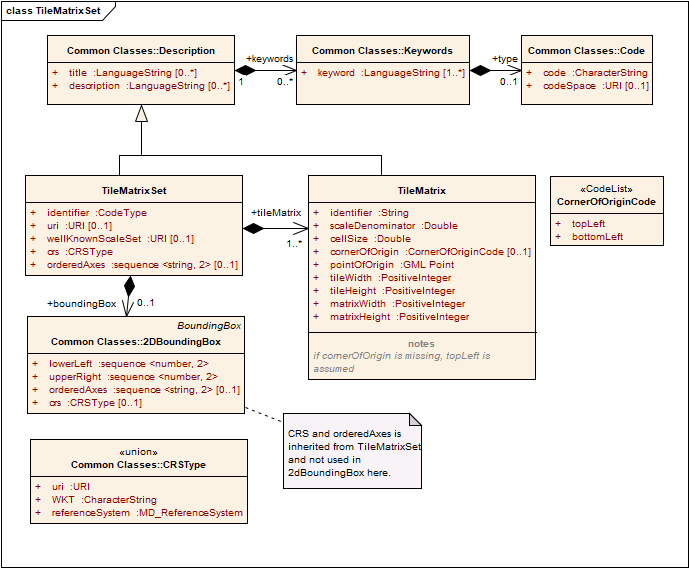 class TileMatrixSet
Common Classes::Description
+ title :LanguageString [0..*]
+ description :LanguageString [0..*]
+keywords
1
0..*
Common Classes::Keywords
+ keyword :LanguageString [1..*]
+type
0..1
Common Classes::Code
+ code :CharacterString
+ codeSpace :URI [0..1]
TileMatrixSet
+ identifier :CodeType
+ uri :URI [0..1]
+ wellKnownScaleSet :URI [0..1]
+ crs :CRSType
+ orderedAxes :sequence <string, 2> [0..1]
+tileMatrix
1..*
TileMatrix
+ identifier :String
+ scaleDenominator :Double
+ cellSize :Double
+ cornerOfOrigin :CornerOfOriginCode [0..1]
+ pointOfOrigin :GML Point
+ tileWidth :PositiveInteger
+ tileHeight :PositiveInteger
+ matrixWidth :PositiveInteger
+ matrixHeight :PositiveInteger
notes
if cornerOfOrigin is missing, topLeft is
assumed
«CodeList»
CornerOfOriginCode
+ topLeft
+ bottomLeft
+boundingBox
0..1
BoundingBox
Common Classes::2DBoundingBox
+ lowerLeft :sequence <number, 2>
+ upperRight :sequence <number, 2>
+ orderedAxes :sequence <string, 2> [0..1]
+ crs :CRSType [0..1]
CRS and orderedAxes is
inherited from TileMatrixSet
and not used in
2dBoundingBox here.
«union»
Common Classes::CRSType
+ uri :URI
+ WKT :CharacterString
+ referenceSystem :MD_ReferenceSystem